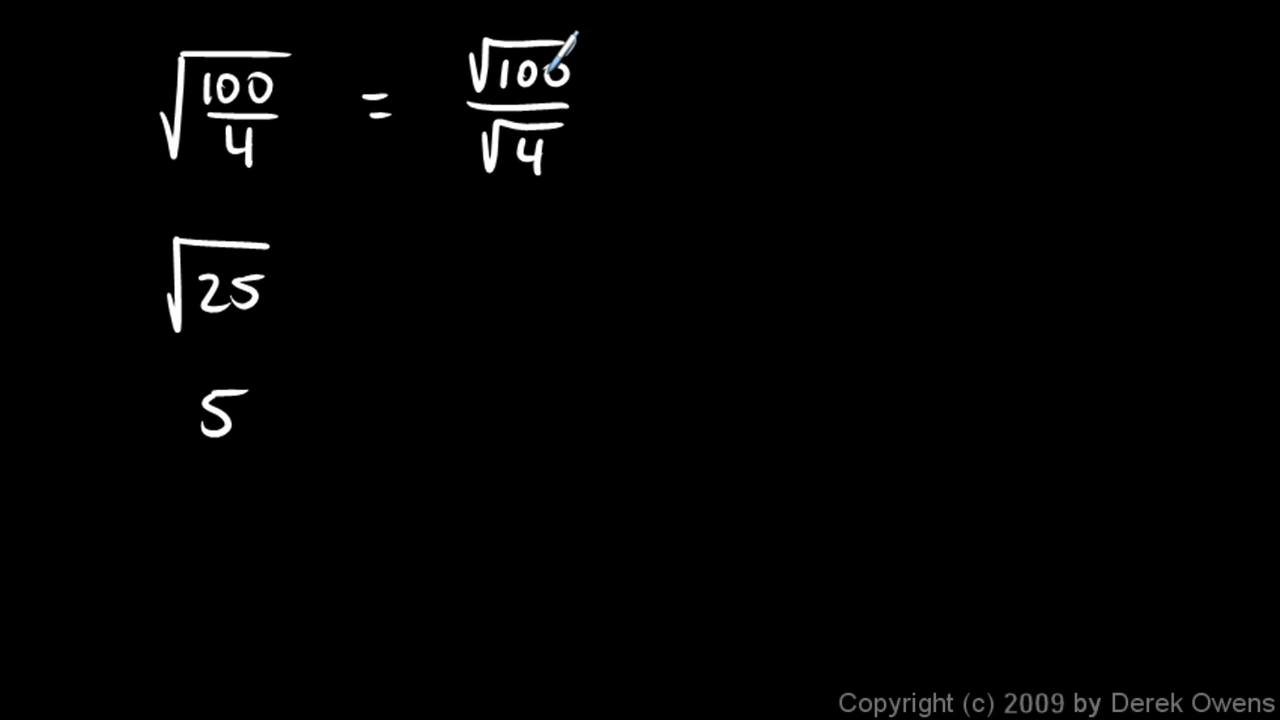 √(100/4) = √100/√4
√25
5
Copyright (c) 2009 by Derek Owens